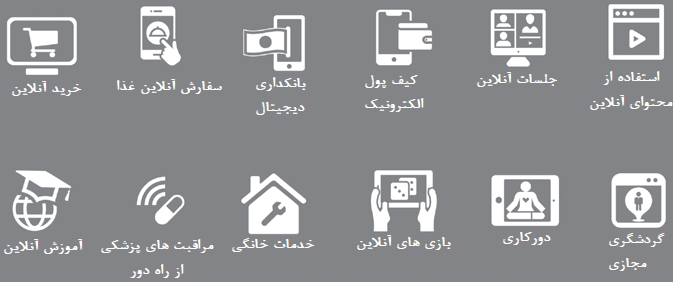 استفاده از
محتوای آنلاین
جلسات آنلاین
کیف پول
الکترونیک
بانکداری
دیجیتال
سفارش آنلاین غذا
خرید آنلاین
گردشگری
مجازی
دورکاری
بازی های آنلاین
خدمات خانگی
مراقبت های پزشکی
از راه دور
آموزش آنلاین